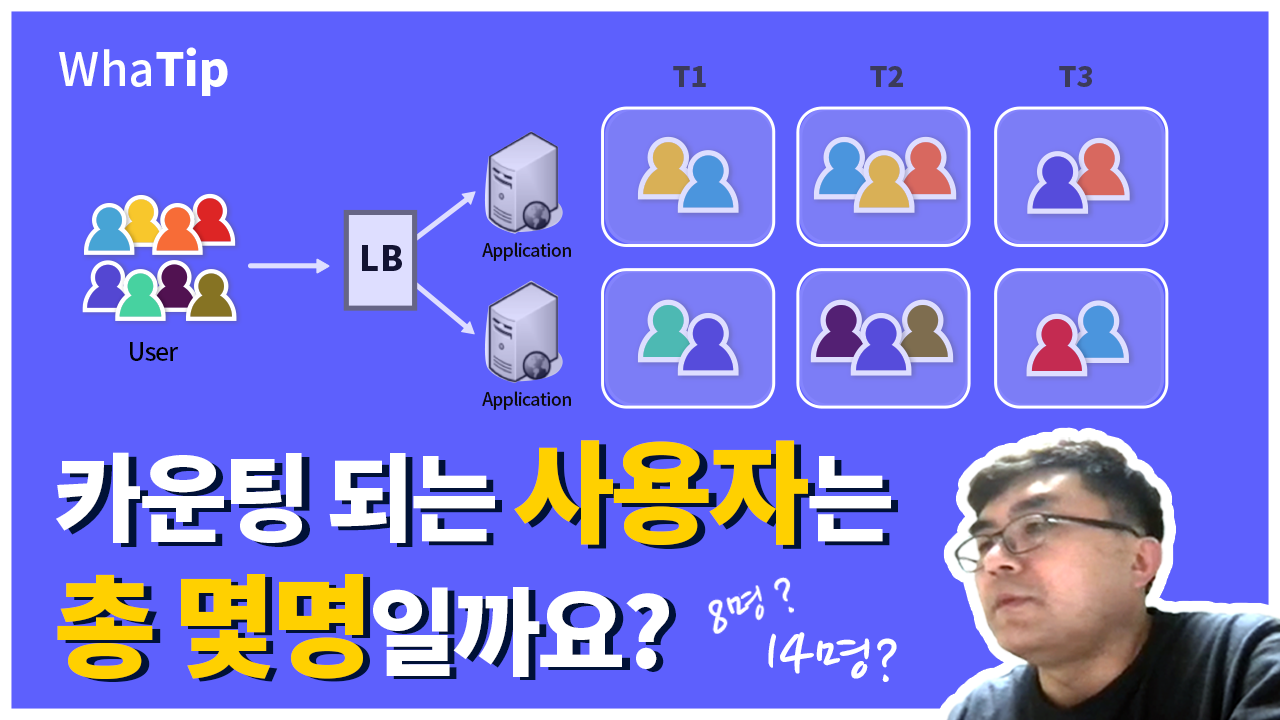 WhaTip
T1 T2 T3
User
LB
Application
Application
카운팅 되는 사용자는
총 몇명일까요?
8명?
14명?